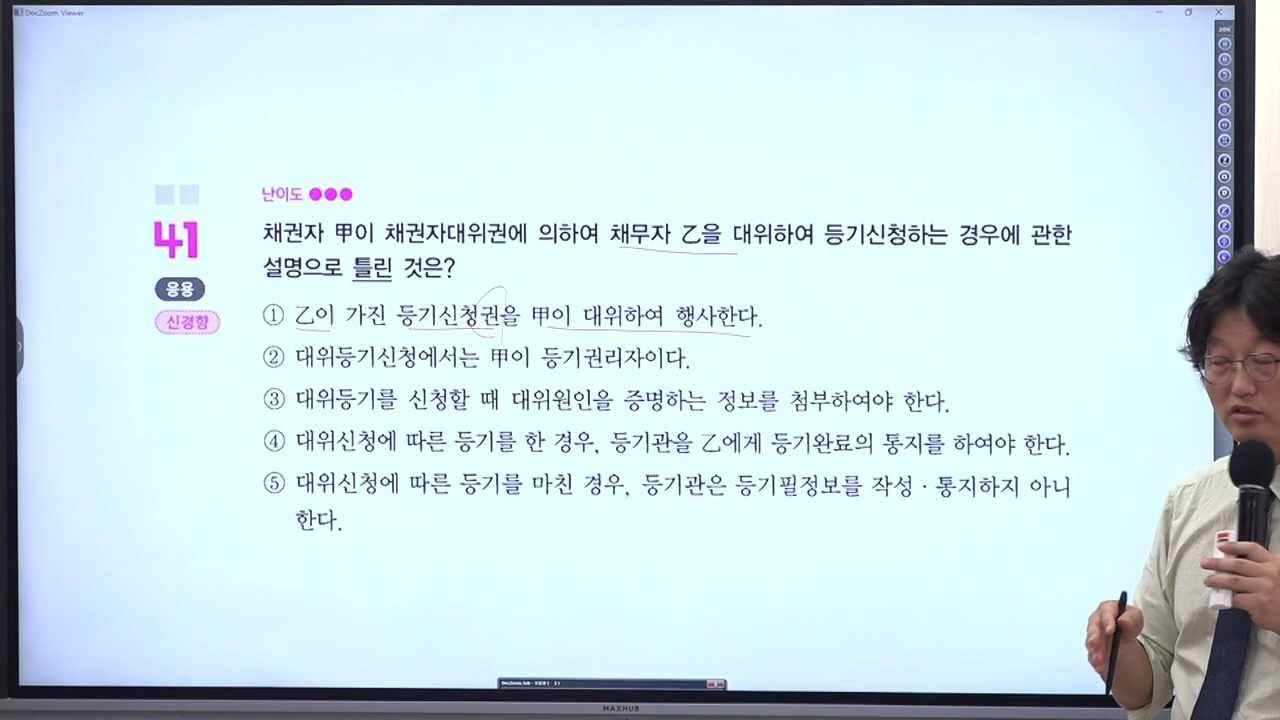 DocZoom Viewer
206
난이도 ●●●
41
채권자 甲이 채권자대위권에 의하여 채무자 乙을 대위하여 등기신청하는 경우에 관한
설명으로 틀린 것은?
응용
신경향
① 乙이 가진 등기신청권을 甲이 대위하여 행사한다.
② 대위등기신청에서는 甲이 등기권리자이다.
③ 대위등기를 신청할 때 대위원인을 증명하는 정보를 첨부하여야 한다.
④ 대위신청에 따른 등기를 한 경우, 등기관을 乙에게 등기완료의 통지를 하여야 한다.
⑤ 대위신청에 따른 등기를 마친 경우, 등기관은 등기필정보를 작성·통지하지 아니
한다.
MAXHUB